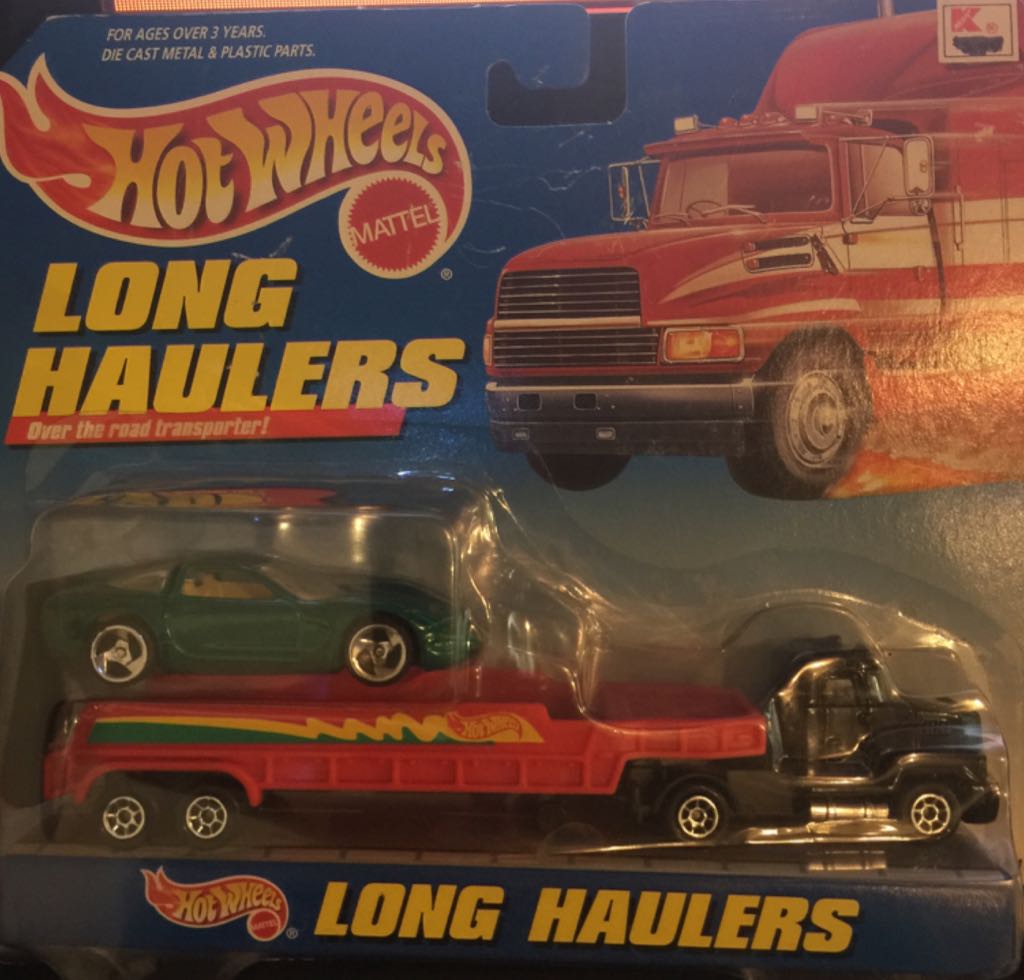 FOR AGES OVER 3 YEARS.
DIE CAST METAL & PLASTIC PARTS.
HOT WHEELS
MATTEL
®
K®
LONG
HAULERS
Over the road transporter!
HOT WHEELS
HOT WHEELS
MATTEL
®
LONG HAULERS